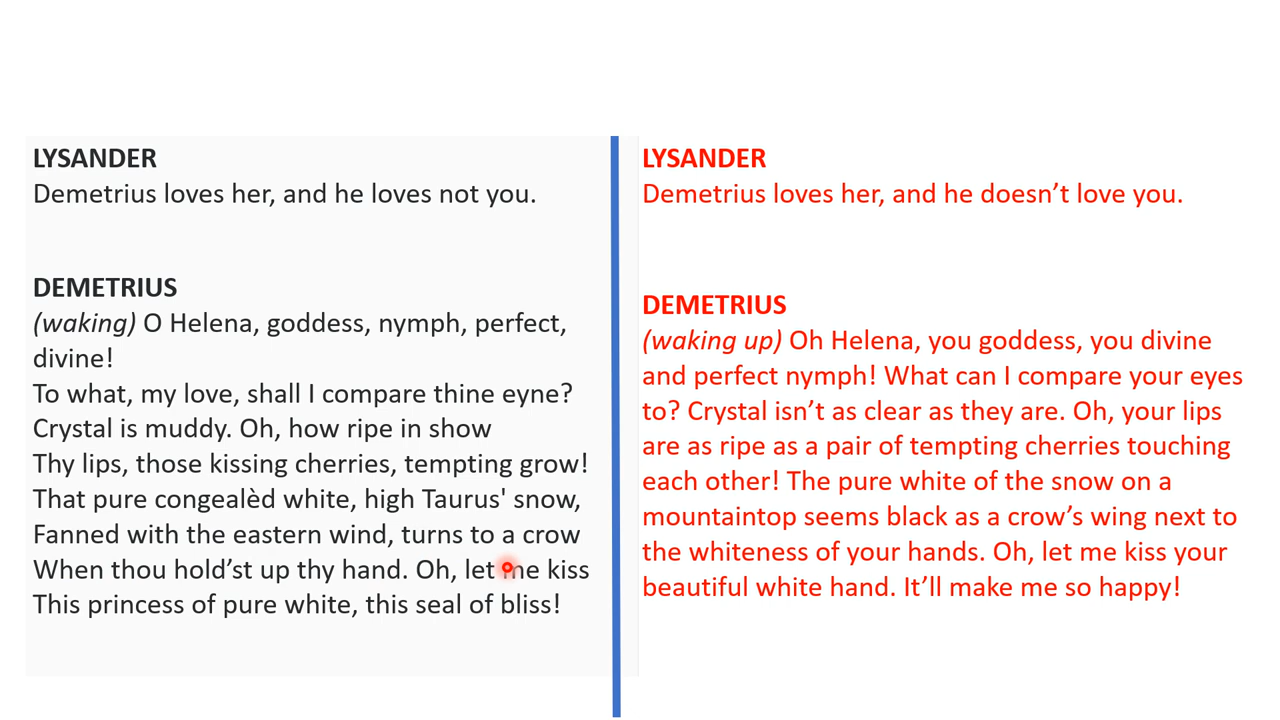 LYSANDER
Demetrius loves her, and he loves not you.
DEMETRIUS
(waking) O Helena, goddess, nymph, perfect,
divine!
To what, my love, shall I compare thine eyne?
Crystal is muddy. Oh, how ripe in show
Thy lips, those kissing cherries, tempting grow!
That pure congealèd white, high Taurus' snow,
Fanned with the eastern wind, turns to a crow
When thou hold’st up thy hand. Oh, let me kiss
This princess of pure white, this seal of bliss!
LYSANDER
Demetrius loves her, and he doesn’t love you.
DEMETRIUS
(waking up) Oh Helena, you goddess, you divine
and perfect nymph! What can I compare your eyes
to? Crystal isn’t as clear as they are. Oh, your lips
are as ripe as a pair of tempting cherries touching
each other! The pure white of the snow on a
mountaintop seems black as a crow’s wing next to
the whiteness of your hands. Oh, let me kiss your
beautiful white hand. It’ll make me so happy!